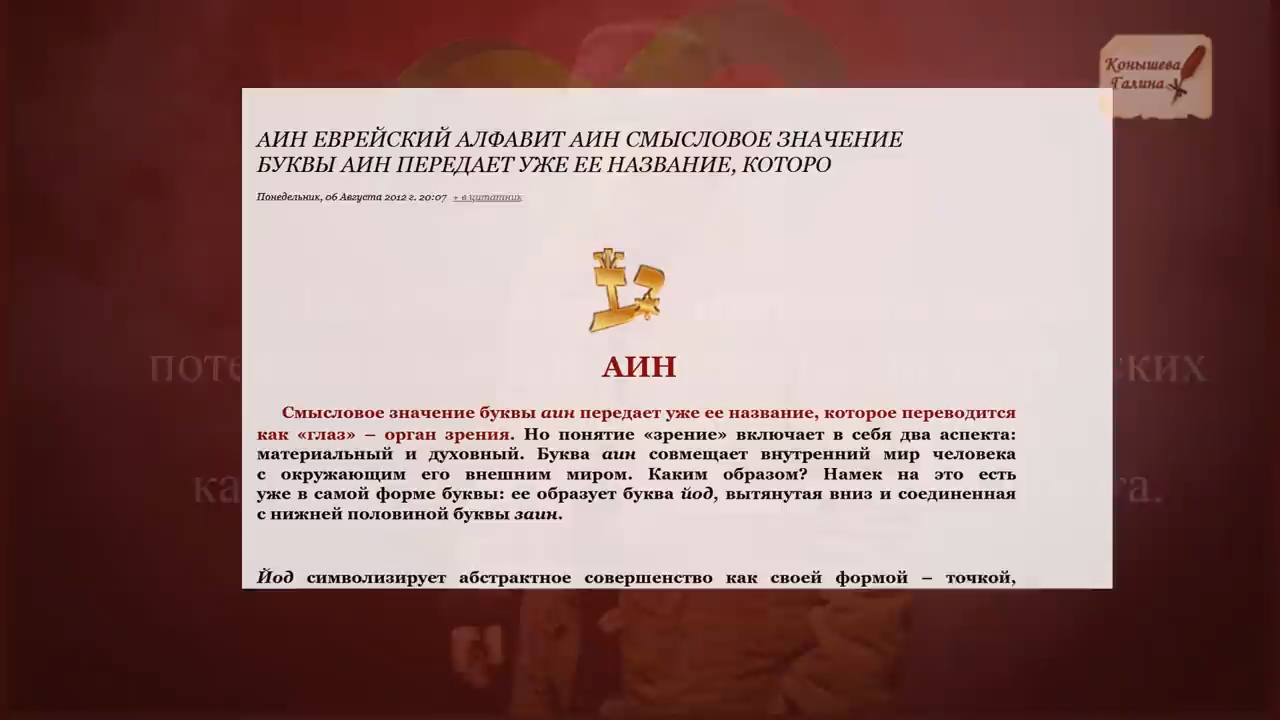 Конышева
Галина
АИН ЕВРЕЙСКИЙ АЛФАВИТ АИН СМЫСЛОВОЕ ЗНАЧЕНИЕ
БУКВЫ АИН ПЕРЕДАЕТ УЖЕ ЕЕ НАЗВАНИЕ, КОТОРО
Понедельник, 06 Августа 2012 г. 20:07 + в цитатник
АИН
Смысловое значение буквы аин передает уже ее название, которое переводится
как «глаз» – орган зрения. Но понятие «зрение» включает в себя два аспекта:
материальный и духовный. Буква аин совмещает внутренний мир человека
с окружающим его внешним миром. Каким образом? Намек на это есть
уже в самой форме буквы: ее образует буква йод, вытянутая вниз и соединенная
с нижней половиной буквы заин.
Йод символизирует абстрактное совершенство как своей формой – точкой,